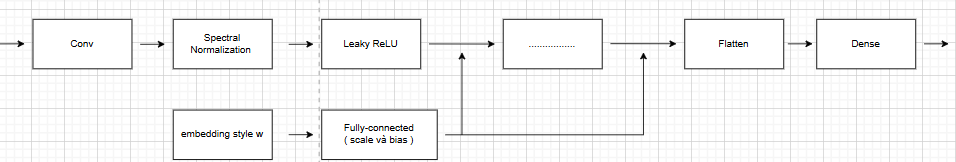 Conv
Spectral
Normalization
Leaky ReLU
.................
Flatten
Dense
embedding style w
Fully-connected
( scale và bias )